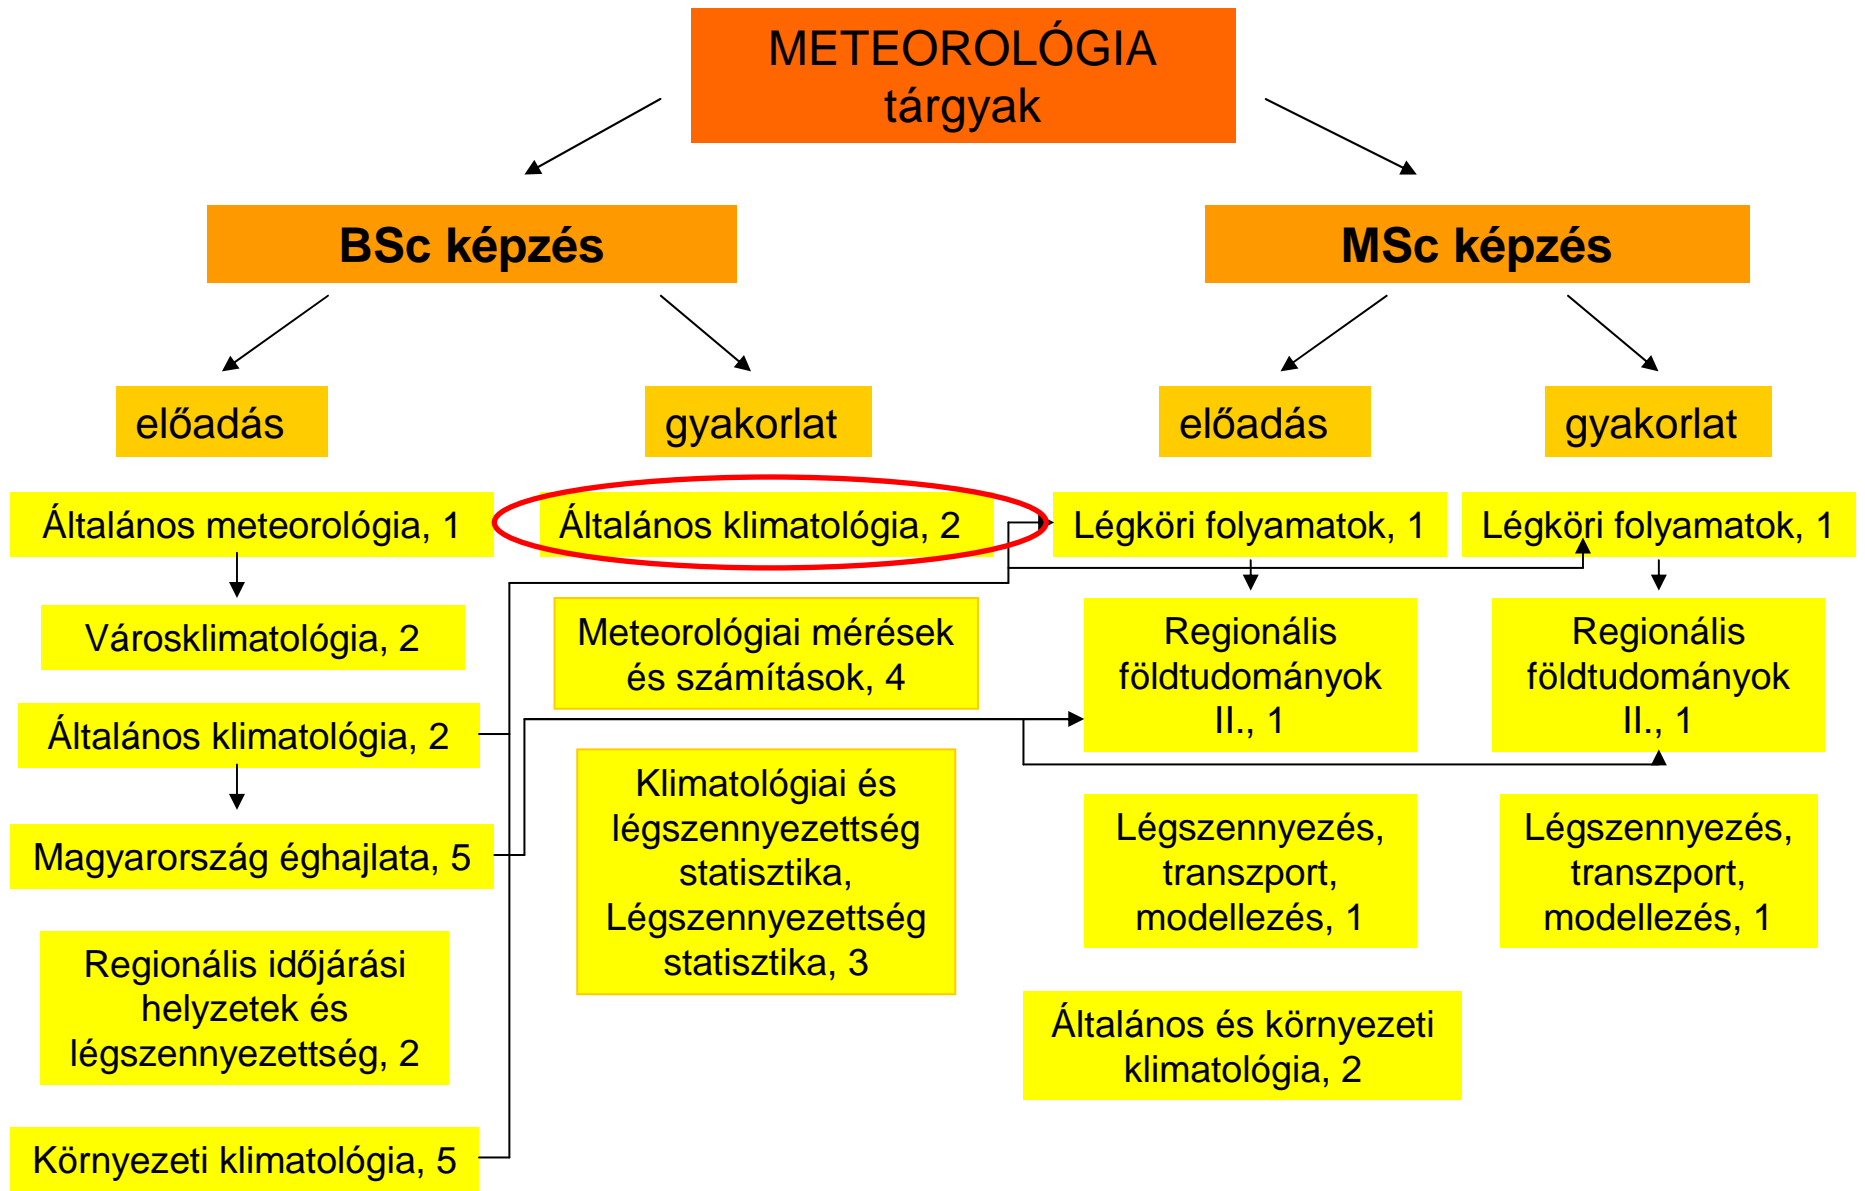 METEOROLÓGIA
tárgyak
BSc képzés
MSc képzés
előadás
gyakorlat
előadás
gyakorlat
Általános meteorológia, 1
Városklimatológia, 2
Általános klimatológia, 2
Magyarország éghajlata, 5
Regionális időjárási
helyzetek és
légszennyezettség, 2
Környezeti klimatológia, 5
Általános klimatológia, 2
Meteorológiai mérések
és számítások, 4
Klimatológiai és
légszennyezettség
statisztika,
Légszennyezettség
statisztika, 3
Légköri folyamatok, 1
Regionális
földtudományok
II., 1
Légszennyezés,
transzport,
modellezés, 1
Általános és környezeti
klimatológia, 2
Légköri folyamatok, 1
Regionális
földtudományok
II., 1
Légszennyezés,
transzport,
modellezés, 1